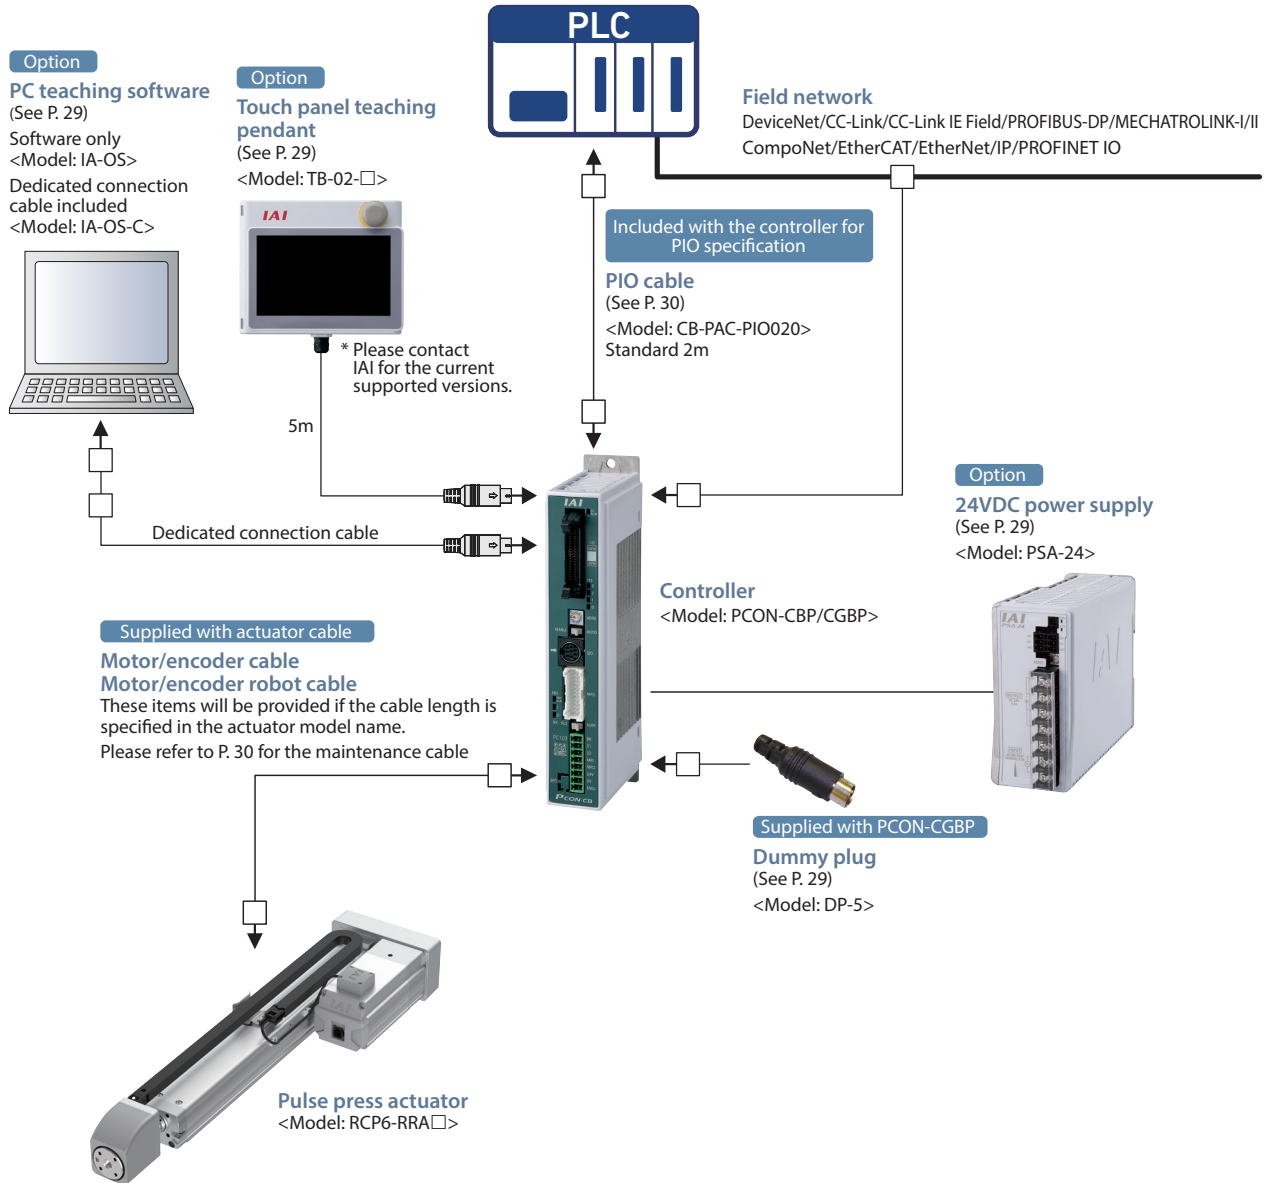 PLC
Option
PC teaching software
(See P. 29)
Software only
<Model: IA-OS>
Dedicated connection
cable included
<Model: IA-OS-C>
Option
Touch panel teaching
pendant
(See P. 29)
<Model: TB-02-□>
IAI
* Please contact
IAI for the current
supported versions.
5m
Field network
DeviceNet/CC-Link/CC-Link IE Field/PROFIBUS-DP/MECHATROLINK-I/II
CompoNet/EtherCAT/EtherNet/IP/PROFINET IO
Included with the controller for
PIO specification
PIO cable
(See P. 30)
<Model: CB-PAC-PIO020>
Standard 2m
Dedicated connection cable
IAI
PCON-CB
Controller
<Model: PCON-CBP/CGBP>
Option
24VDC power supply
(See P. 29)
<Model: PSA-24>
IAI
PSA-24
Supplied with actuator cable
Motor/encoder cable
Motor/encoder robot cable
These items will be provided if the cable length is
specified in the actuator model name.
Please refer to P. 30 for the maintenance cable
Supplied with PCON-CGBP
Dummy plug
(See P. 29)
<Model: DP-5>
IAI
Pulse press actuator
<Model: RCP6-RRA□>